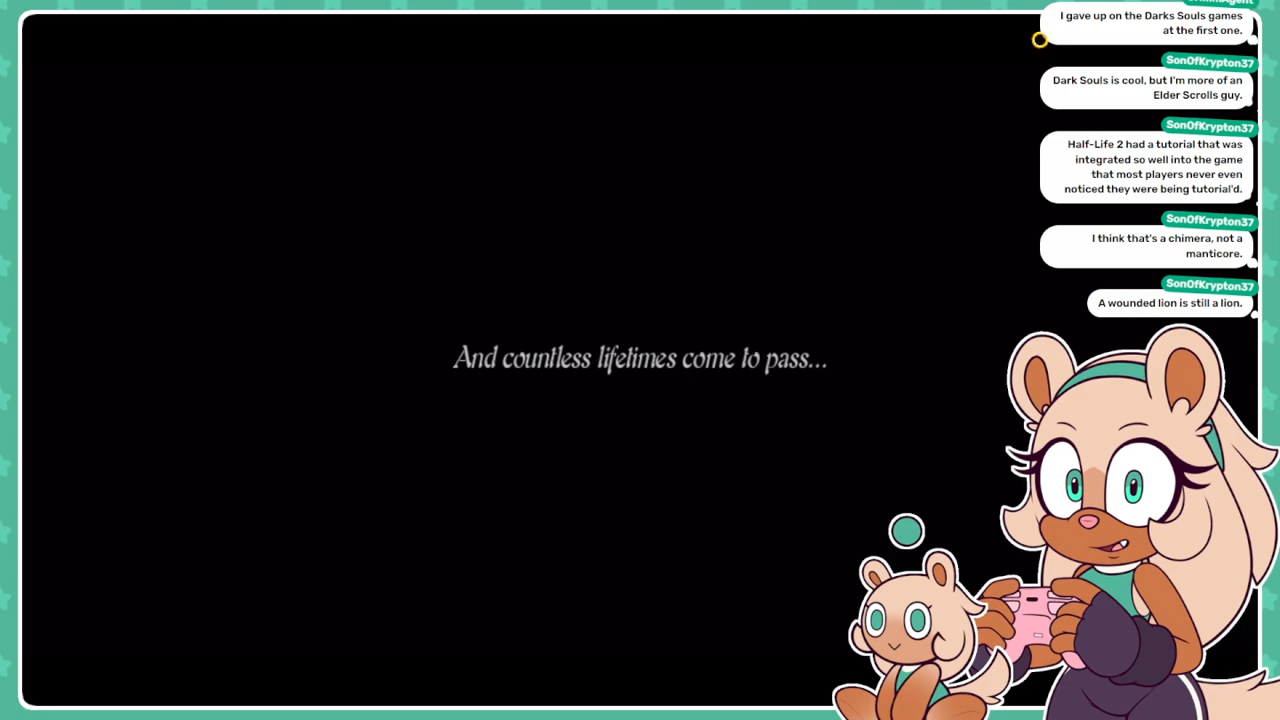 I gave up on the Darks Souls games
at the first one.
SonOfKrypton37
Dark Souls is cool, but I'm more of an
Elder Scrolls guy.
SonOfKrypton37
Half-Life 2 had a tutorial that was
integrated so well into the game
that most players never even
noticed they were being tutorial'd.
SonOfKrypton37
I think that's a chimera, not a
manticore.
SonOfKrypton37
A wounded lion is still a lion.
And countless lifetimes come to pass...